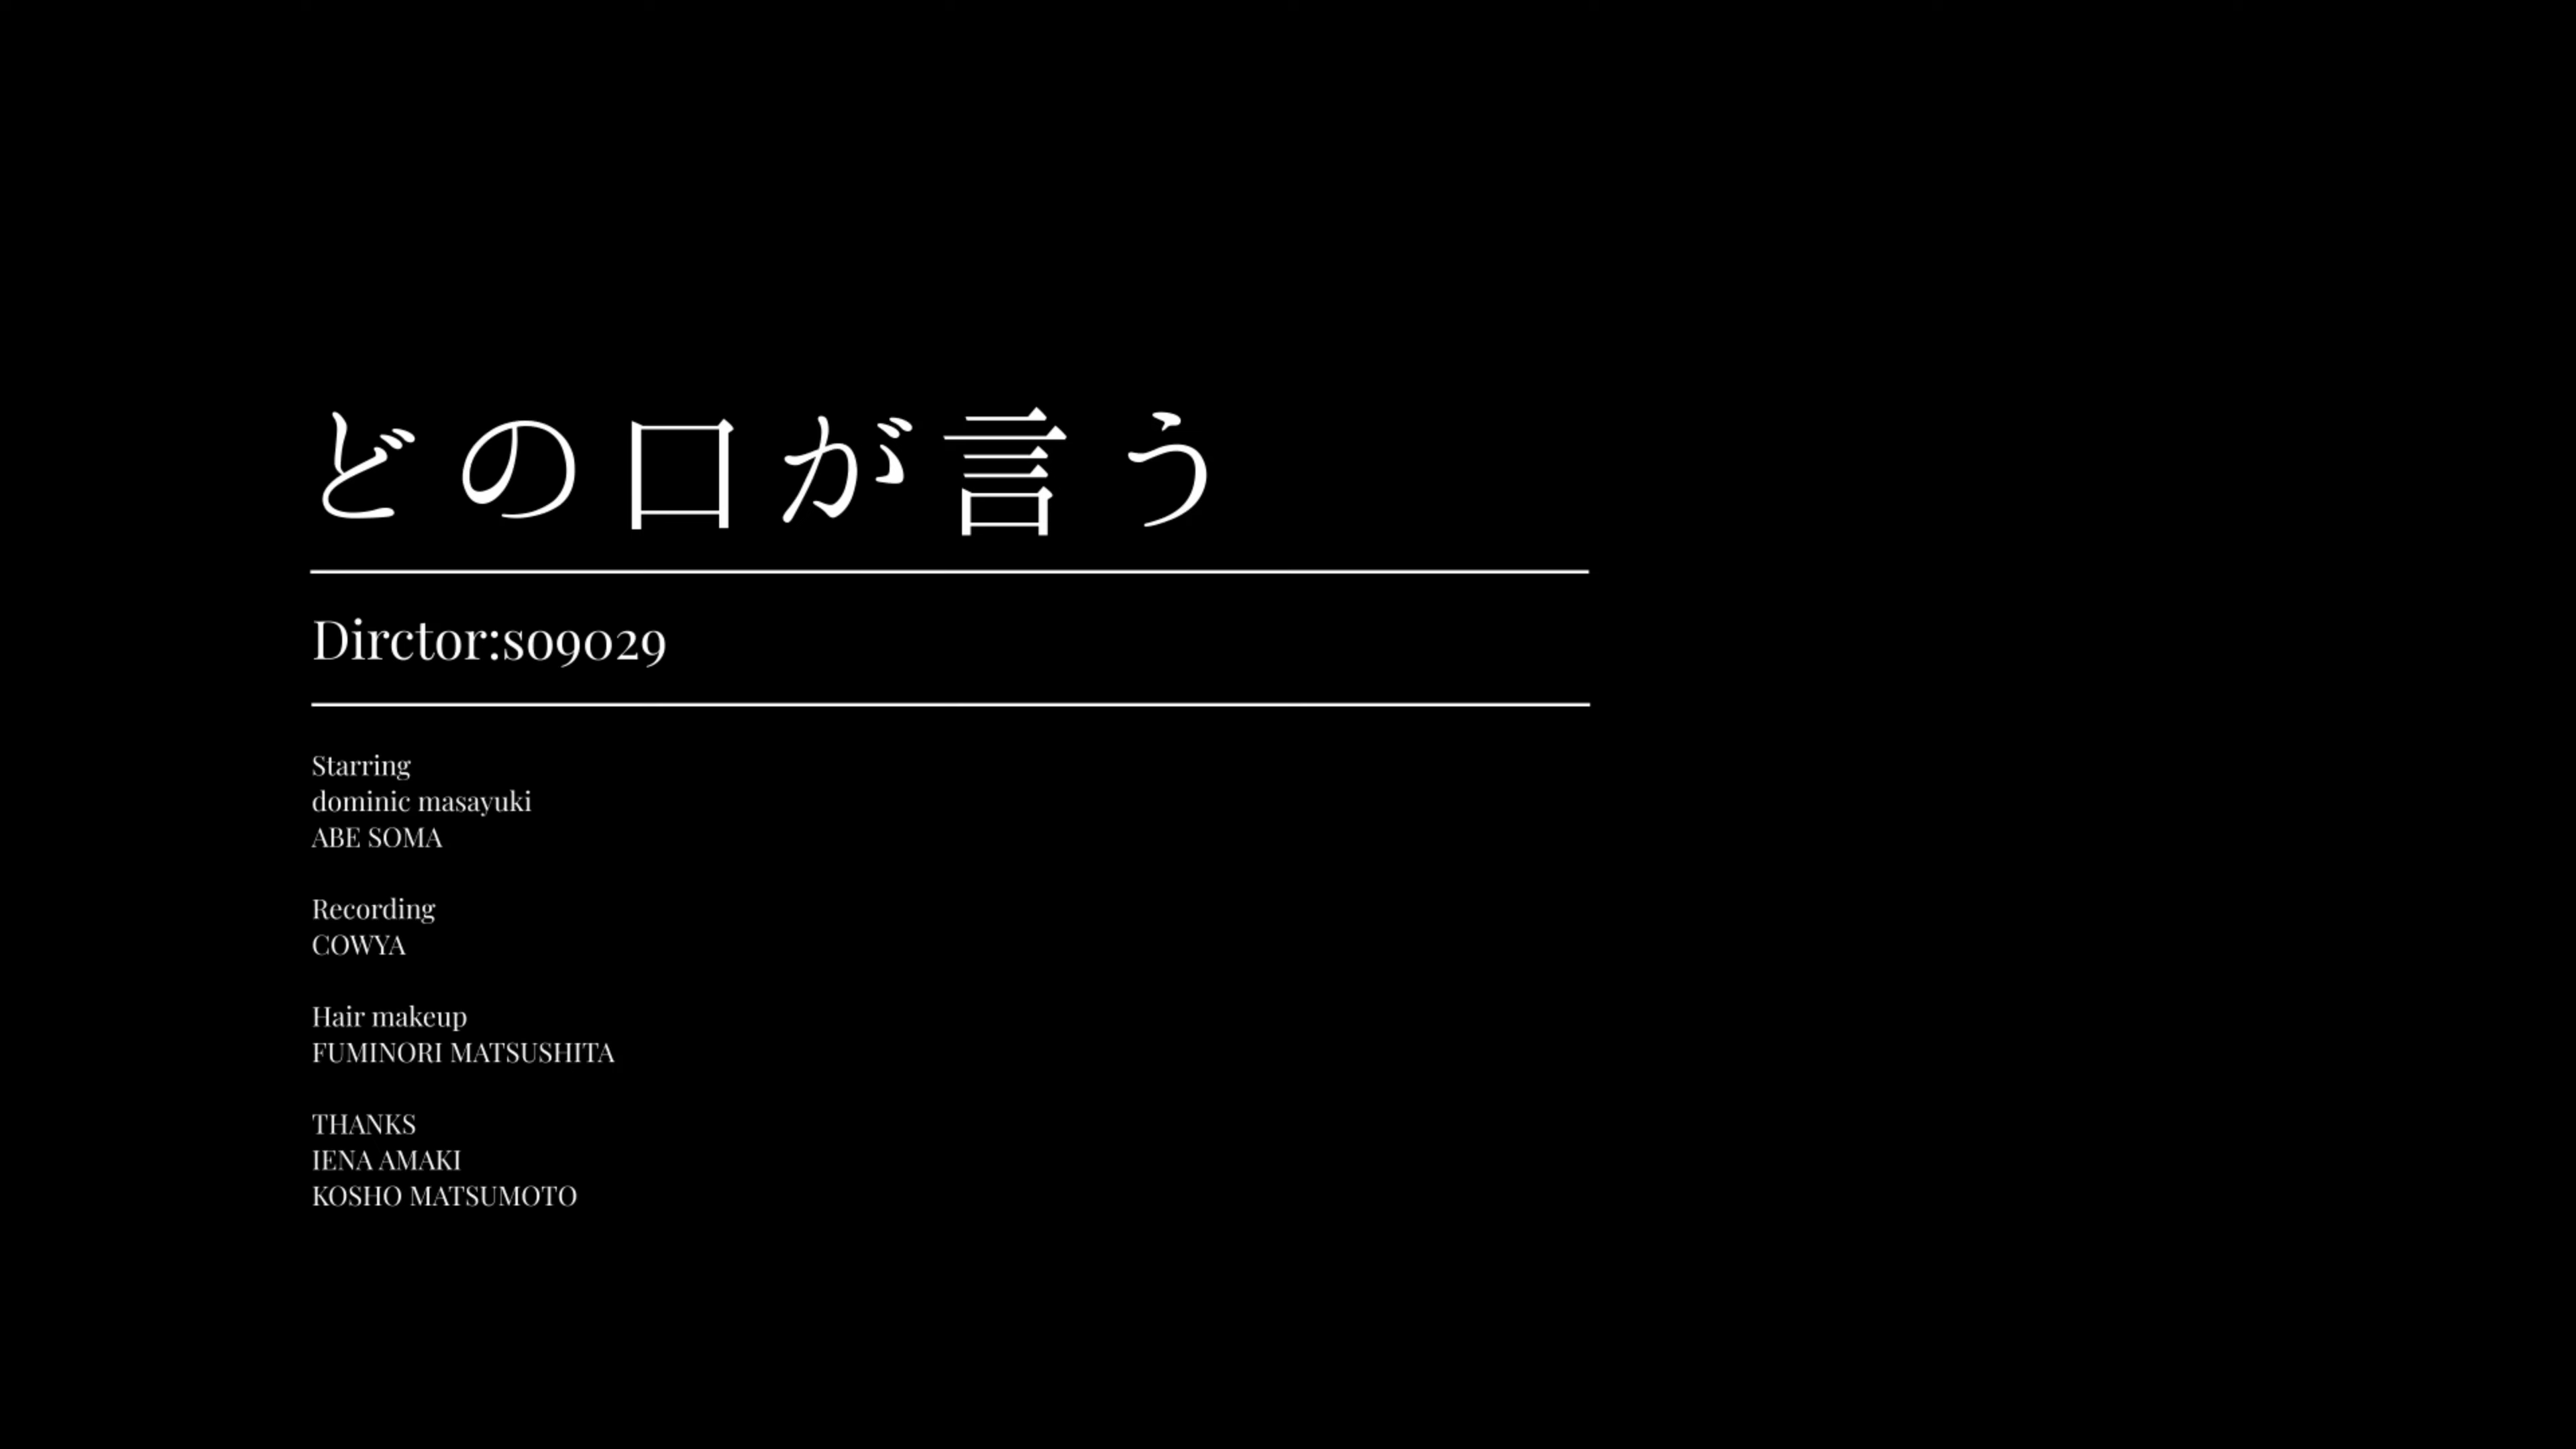 どの口が言う
Dirctor:s09029
Starring
dominic masayuki
ABE SOMA
Recording
COWYA
Hair makeup
FUMINORI MATSUSHITA
THANKS
IENA AMAKI
KOSHO MATSUMOTO